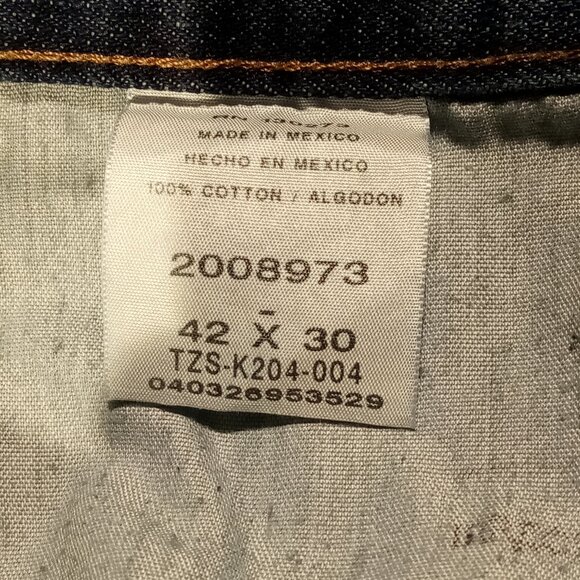 MADE IN MEXICO
HECHO EN MEXICO
100% COTTON / ALGODON
2008973
42 X 30
TZS-K204-004
040326953529